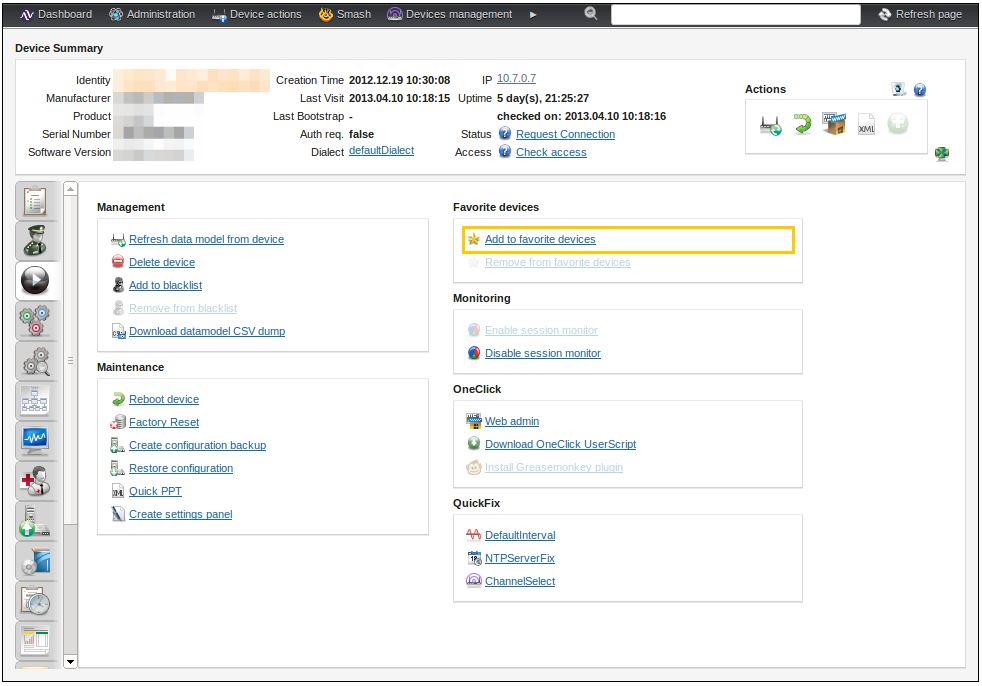 Dashboard Administration Device actions Smash Devices management Refresh page
Device Summary
Identity Creation Time 2012.12.19 10:30:08 IP 10.7.0.7
Manufacturer Last Visit 2013.04.10 10:18:15 Uptime 5 day(s), 21:25:27
Product Last Bootstrap - checked on: 2013.04.10 10:18:16
Serial Number Auth req. false Status Request Connection
Software Version Dialect defaultDialect Access Check access
Actions
XML
Management
Refresh data model from device
Delete device
Add to blacklist
Remove from blacklist
Download datamodel CSV dump
Maintenance
Reboot device
Factory Reset
Create configuration backup
Restore configuration
Quick PPT
Create settings panel
Favorite devices
Add to favorite devices
Remove from favorite devices
Monitoring
Enable session monitor
Disable session monitor
OneClick
Web admin
Download OneClick UserScript
Install Greasemonkey plugin
QuickFix
DefaultInterval
NTPServerFix
ChannelSelect